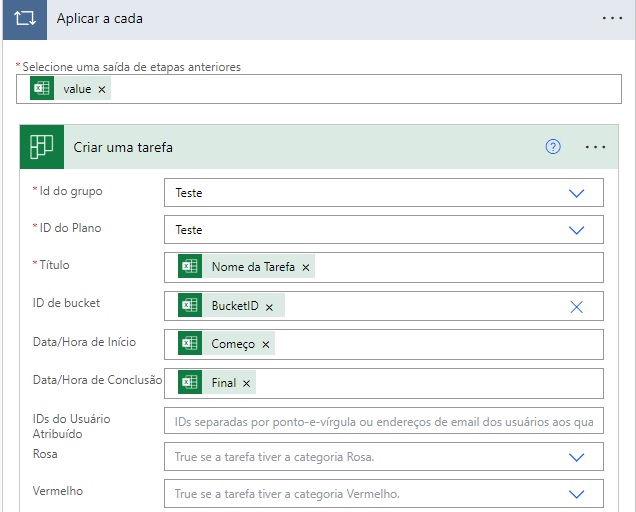 Aplicar a cada
* Selecione uma saída de etapas anteriores
value ×
Criar uma tarefa
* Id do grupo
Teste
* ID do Plano
Teste
* Título
Nome da Tarefa ×
ID de bucket
BucketID ×
Data/Hora de Início
Começo ×
Data/Hora de Conclusão
Final ×
IDs do Usuário
Atribuído
IDs separadas por ponto-e-vírgula ou endereços de email dos usuários aos qua
Rosa
True se a tarefa tiver a categoria Rosa.
Vermelho
True se a tarefa tiver a categoria Vermelho.